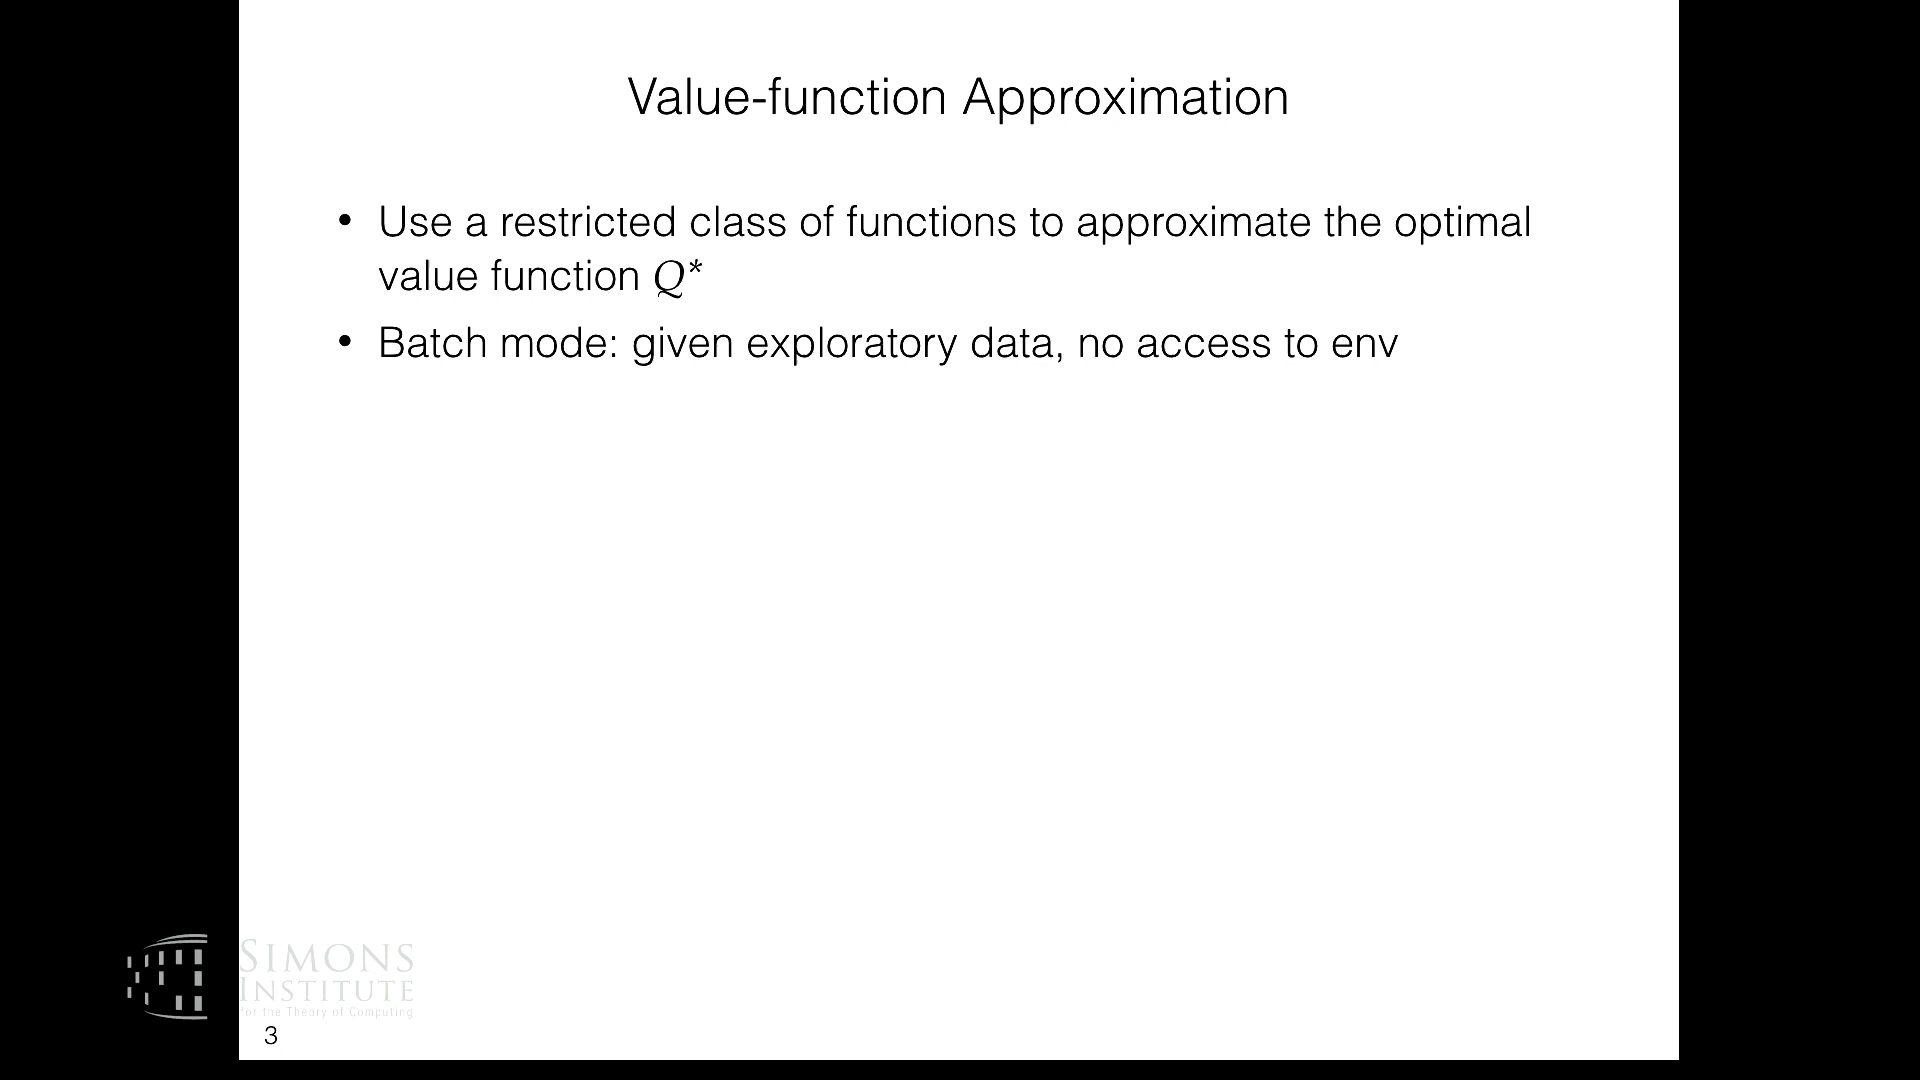 Value-function Approximation
• Use a restricted class of functions to approximate the optimal
value function Q*
• Batch mode: given exploratory data, no access to env
SIMONS
INSTITUTE
for the Theory of Computing
3